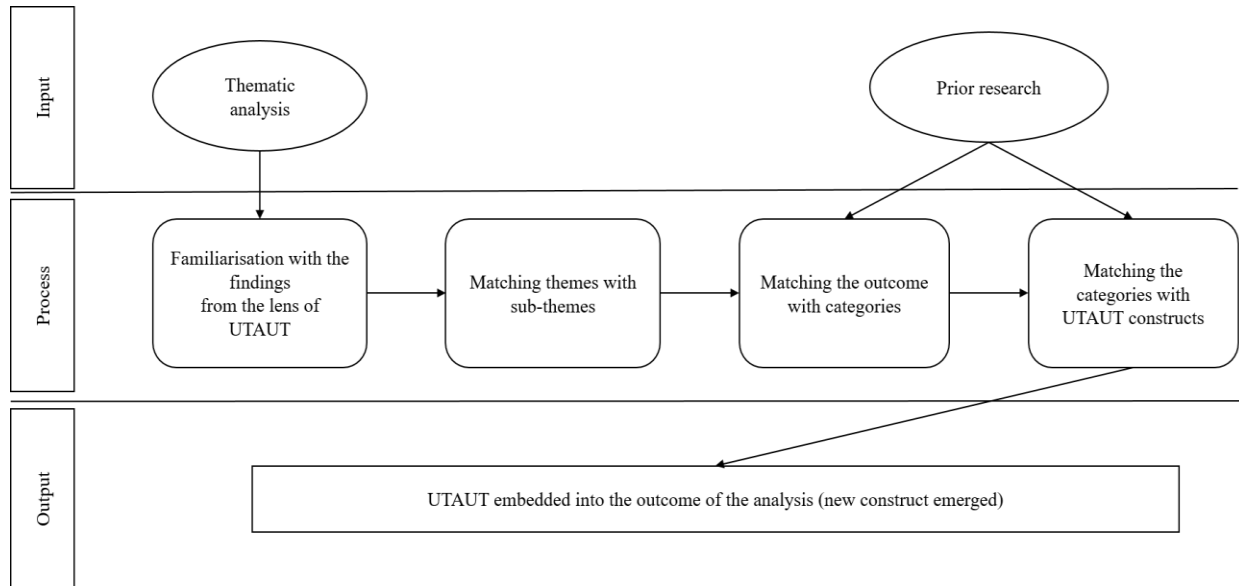 Input
Thematic
analysis
Prior research
Process
Familiarisation with the
findings
from the lens of
UTAUT
Matching themes with
sub-themes
Matching the outcome
with categories
Matching the
categories with
UTAUT constructs
Output
UTAUT embedded into the outcome of the analysis (new construct emerged)